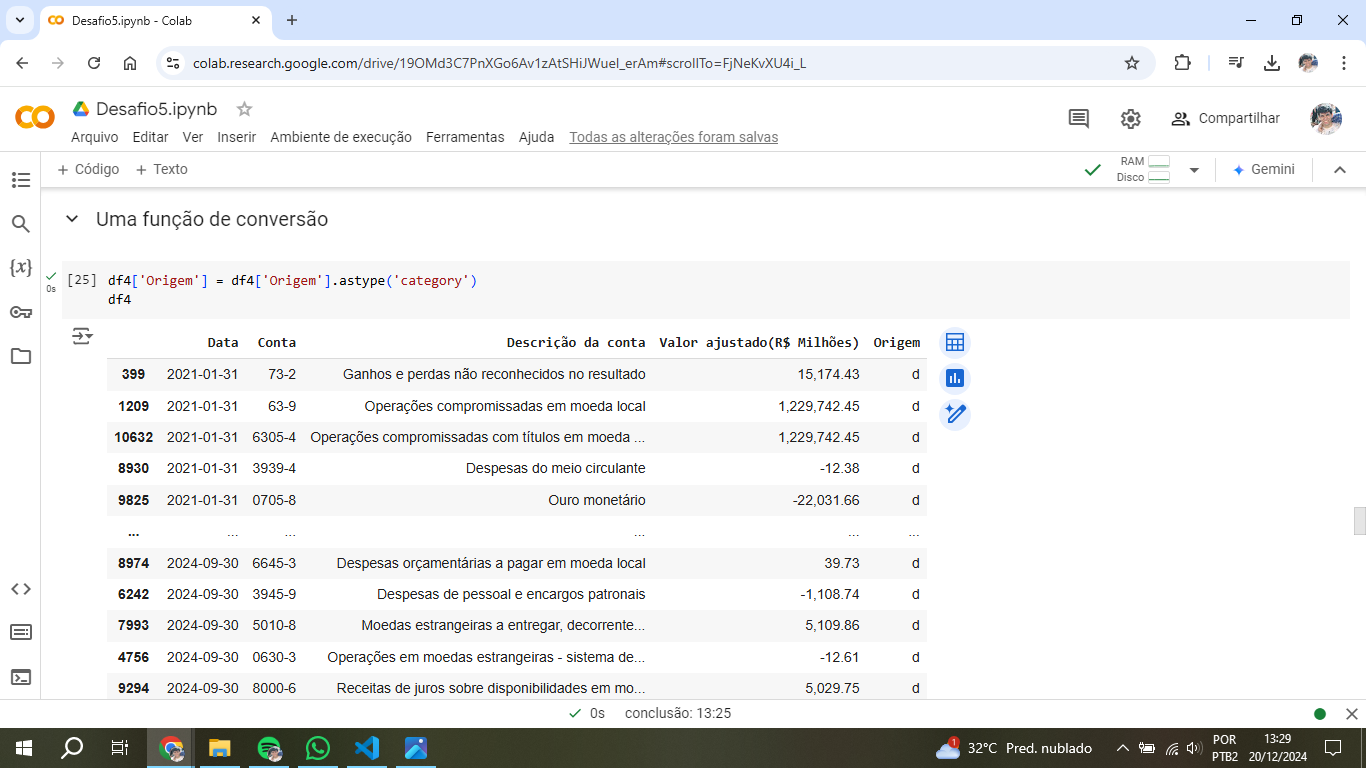 Desafio5.ipynb - Colab
colab.research.google.com/drive/19OMd3C7PnXGo6Av1zAtSHiJWueI_erAm#scrollTo=FjNeKvXU4i_L
Desafio5.ipynb
Arquivo Editar Ver Inserir Ambiente de execução Ferramentas Ajuda Todas as alterações foram salvas
Compartilhar
+ Código + Texto
RAM
Disco
Gemini
Uma função de conversão
0s
[25] df4['Origem'] = df4['Origem'].astype('category')
df4
Data Conta Descrição da conta Valor ajustado(R$ Milhões) Origem
399 2021-01-31 73-2 Ganhos e perdas não reconhecidos no resultado 15,174.43 d
1209 2021-01-31 63-9 Operações compromissadas em moeda local 1,229,742.45 d
10632 2021-01-31 6305-4 Operações compromissadas com títulos em moeda ... 1,229,742.45 d
8930 2021-01-31 3939-4 Despesas do meio circulante -12.38 d
9825 2021-01-31 0705-8 Ouro monetário -22,031.66 d
... ... ... ... ... ...
8974 2024-09-30 6645-3 Despesas orçamentárias a pagar em moeda local 39.73 d
6242 2024-09-30 3945-9 Despesas de pessoal e encargos patronais -1,108.74 d
7993 2024-09-30 5010-8 Moedas estrangeiras a entregar, decorrente... 5,109.86 d
4756 2024-09-30 0630-3 Operações em moedas estrangeiras - sistema de... -12.61 d
9294 2024-09-30 8000-6 Receitas de juros sobre disponibilidades em mo... 5,029.75 d
0s conclusão: 13:25
1
32°C Pred. nublado
POR
PTB2
13:29
20/12/2024